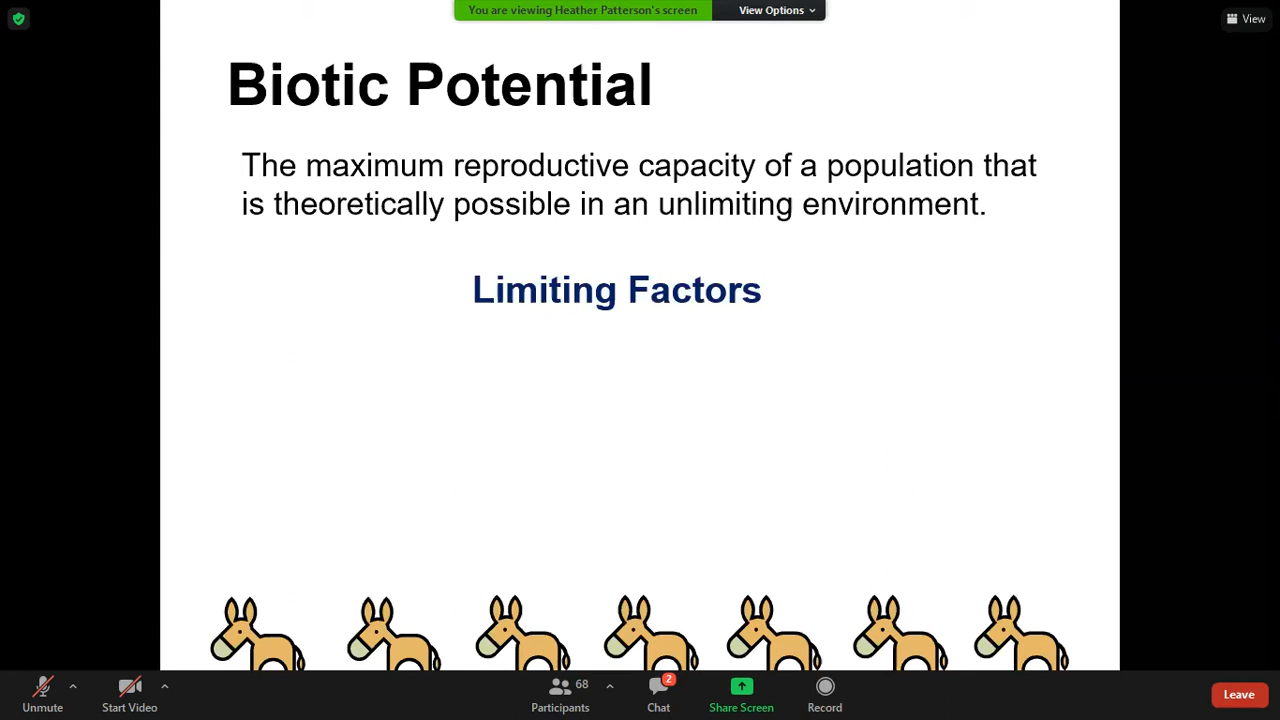 You are viewing Heather Patterson's screen
View Options
View
Biotic Potential
The maximum reproductive capacity of a population that
is theoretically possible in an unlimiting environment.
Limiting Factors
68
2
Unmute
Start Video
Participants
Chat
Share Screen
Record
Leave